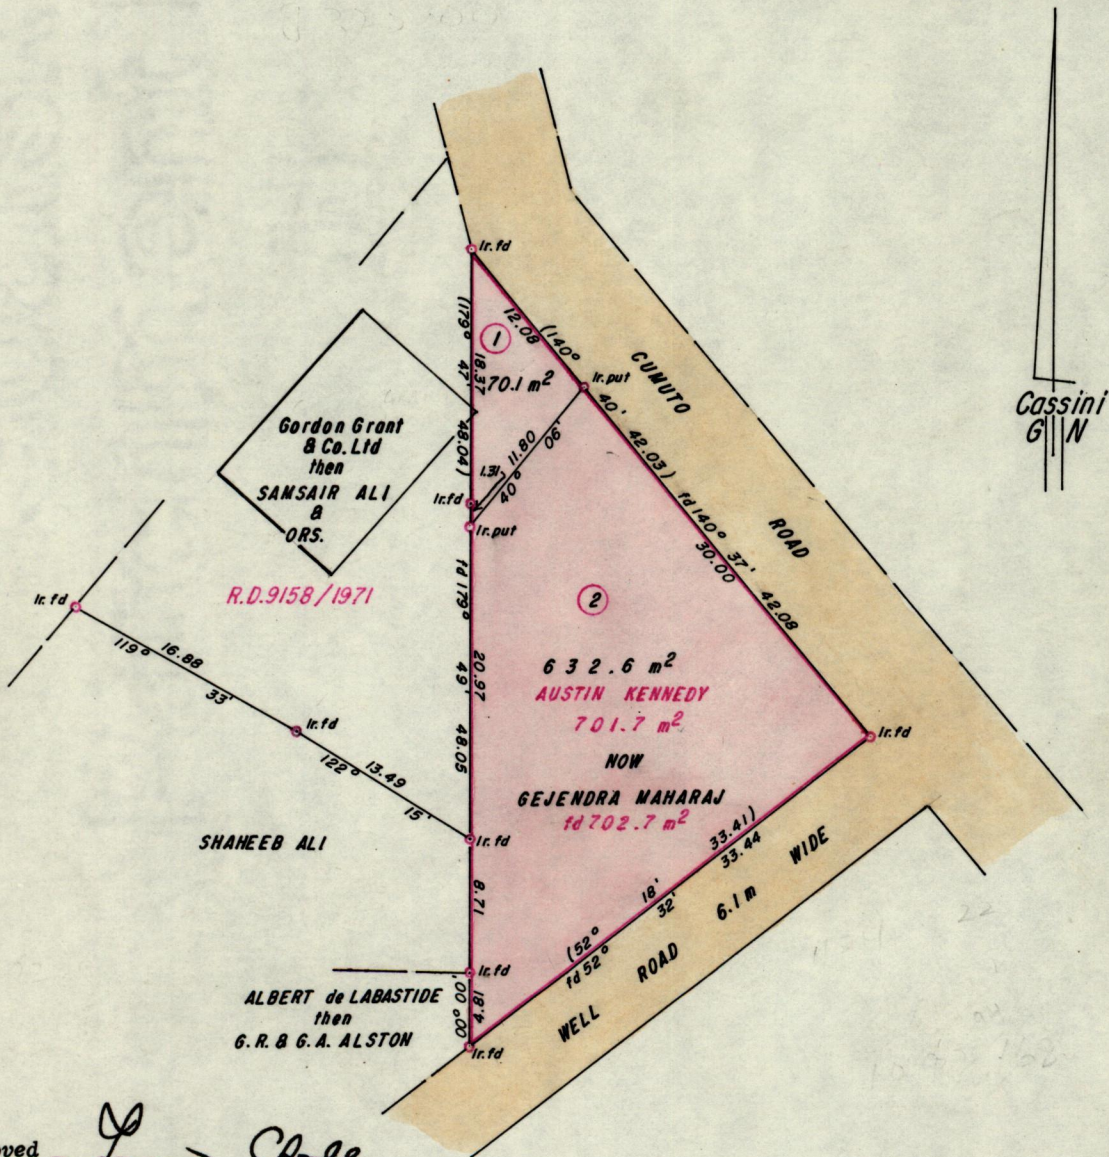 Ir.fd
(179° 47' 48.04)
18.37
12.08
(140° 40' 42.03)
1
70.1 m²
Ir.put
CUMUTO
ROAD
Cassini
G N
Gordon Grant
& Co. Ltd
then
SAMSAIR ALI
&
ORS.
1.31
11.80
40° 06'
Ir.fd
Ir.put
fd 140° 37' 42.08
30.00
R.D.9158/1971
fd 179° 49' 48.05
20.97
2
632.6 m²
AUSTIN KENNEDY
701.7 m²
NOW
GEJENDRA MAHARAJ
fd 702.7 m²
Ir.fd
Ir.fd
16.88
119° 33'
Ir.fd
13.49
122° 15'
Ir.fd
SHAHEEB ALI
8.71
(52° 18' 33.41)
fd 52° 32' 33.44
WELL ROAD 6.1 m WIDE
Ir.fd
ALBERT de LABASTIDE
then
G.R. & G.A. ALSTON
00°00'
Ir.fd